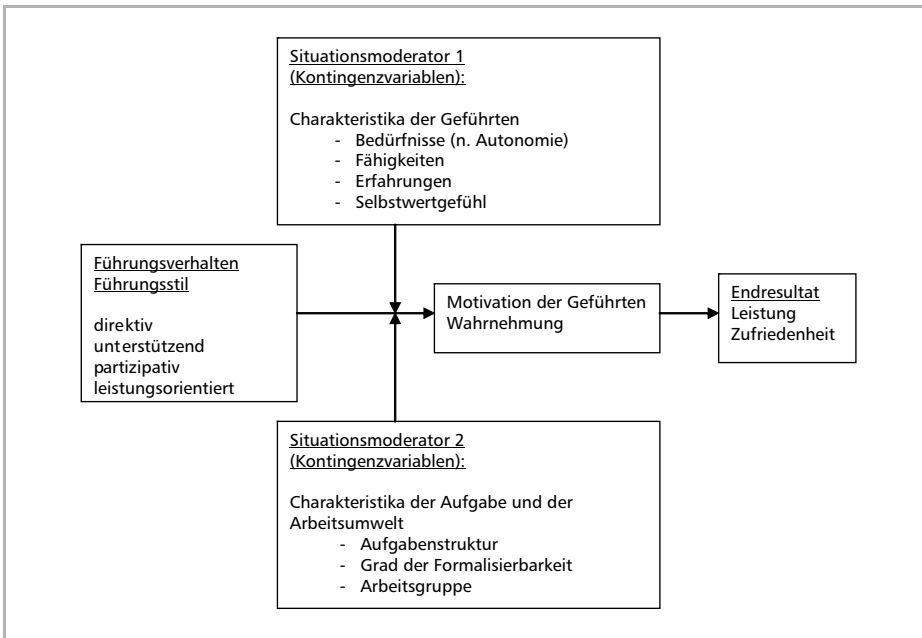 Situationsmoderator 1
(Kontingenzvariablen):
Charakteristika der Geführten
- Bedürfnisse (n. Autonomie)
- Fähigkeiten
- Erfahrungen
- Selbstwertgefühl
Führungsverhalten
Führungsstil
direktiv
unterstützend
partizipativ
leistungsorientiert
Motivation der Geführten
Wahrnehmung
Endresultat
Leistung
Zufriedenheit
Situationsmoderator 2
(Kontingenzvariablen):
Charakteristika der Aufgabe und der
Arbeitsumwelt
- Aufgabenstruktur
- Grad der Formalisierbarkeit
- Arbeitsgruppe